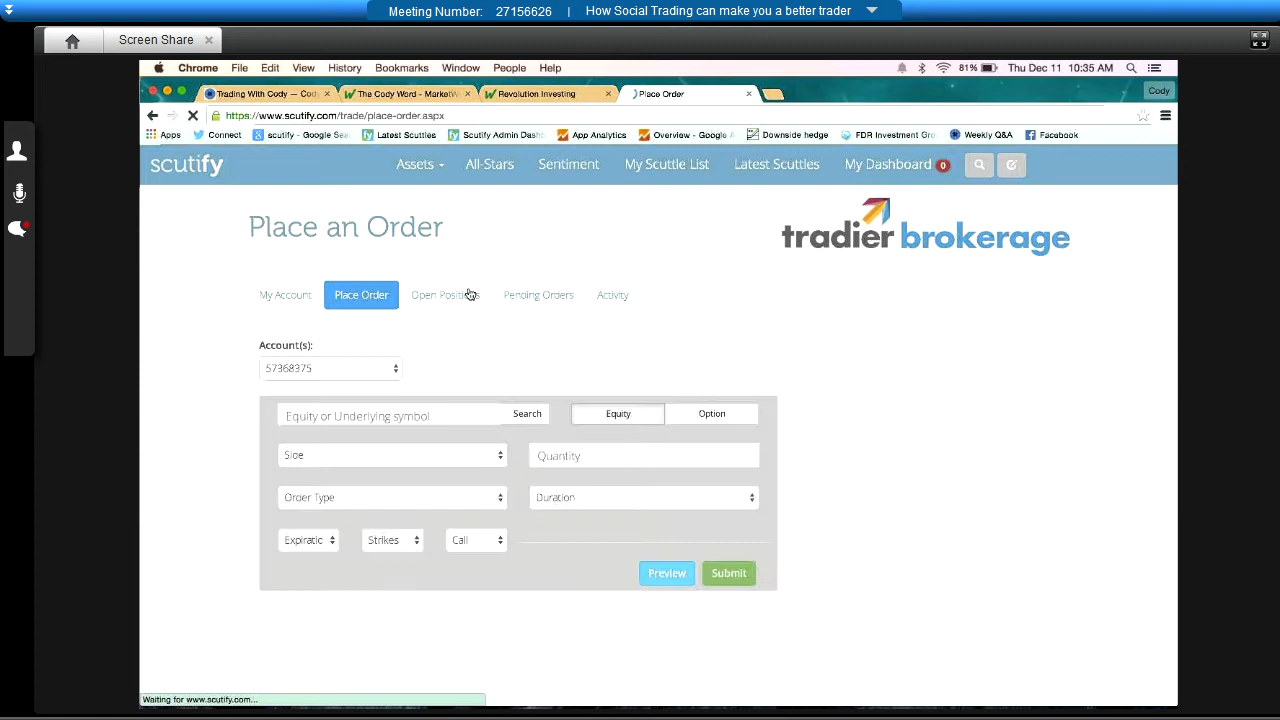 Meeting Number: 27156626 | How Social Trading can make you a better trader
Screen Share
Chrome File Edit View History Bookmarks Window People Help 81% Thu Dec 11 10:35 AM
Trading With Cody — Cody The Cody Word - MarketW Revolution Investing Place Order Cody
https://www.scutify.com/trade/place-order.aspx
Apps Connect scutify - Google Sea Latest Scuttles Scutify Admin Dash App Analytics Overview - Google A Downside hedge FDR Investment Gro Weekly Q&A Facebook
scutify Assets All-Stars Sentiment My Scuttle List Latest Scuttles My Dashboard 0
Place an Order
tradier brokerage
My Account Place Order Open Positions Pending Orders Activity
Account(s):
57368375
Equity or Underlying symbol Search Equity Option
Side Quantity
Order Type Duration
Expiratic Strikes Call
Preview Submit
Waiting for www.scutify.com...